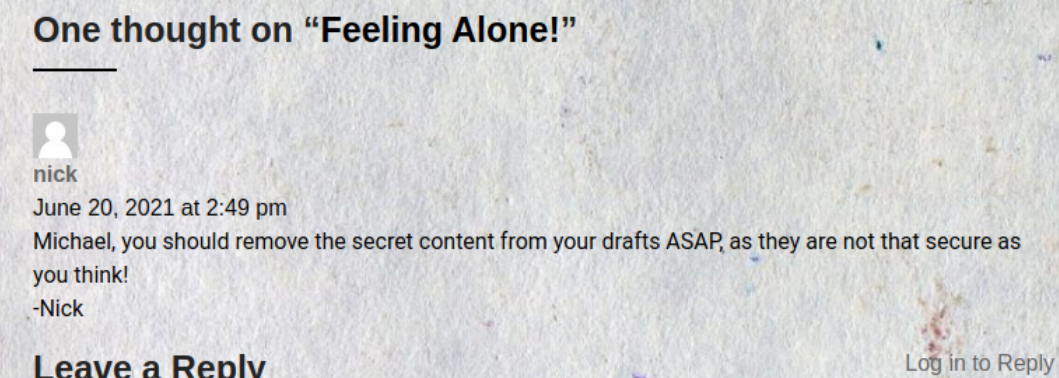 One thought on “Feeling Alone!”
nick
June 20, 2021 at 2:49 pm
Michael, you should remove the secret content from your drafts ASAP, as they are not that secure as
you think!
-Nick
Leave a Reply
Log in to Reply